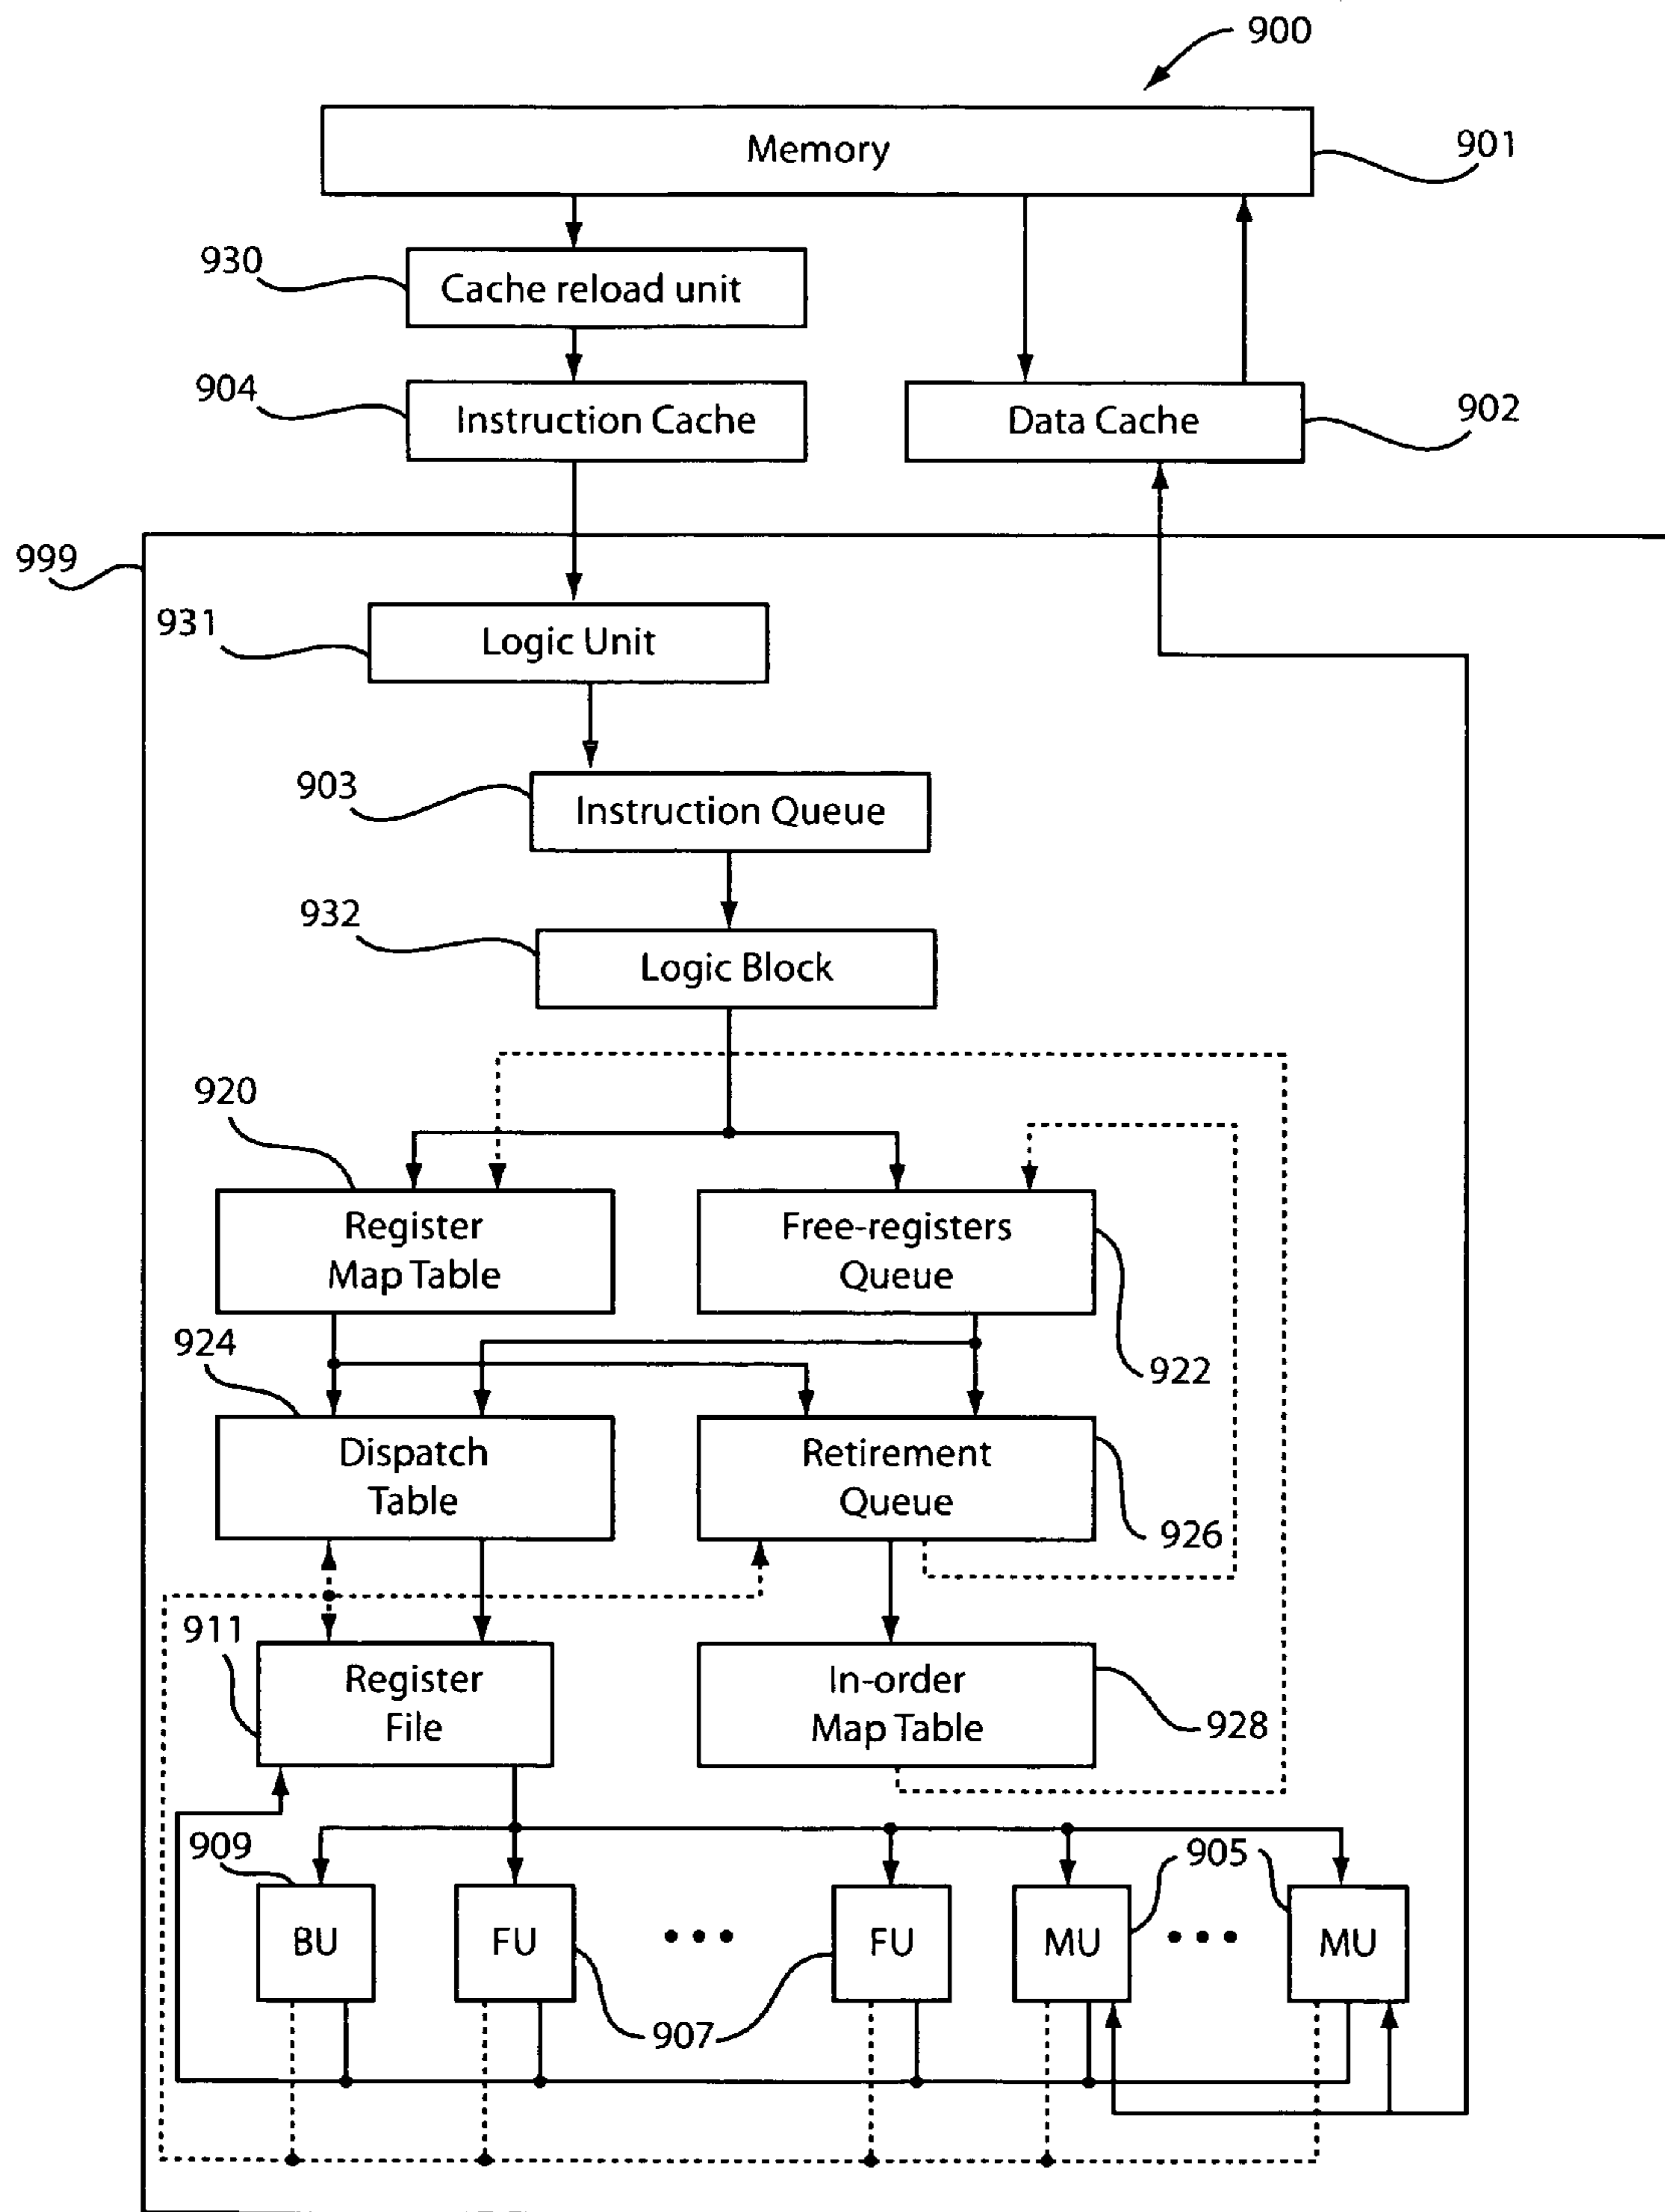 900
Memory
901
930
Cache reload unit
904
Instruction Cache
Data Cache
902
999
931
Logic Unit
903
Instruction Queue
932
Logic Block
920
Register
Map Table
Free-registers
Queue
922
924
Dispatch
Table
Retirement
Queue
926
911
Register
File
In-order
Map Table
928
909
905
BU
FU
FU
MU
MU
907